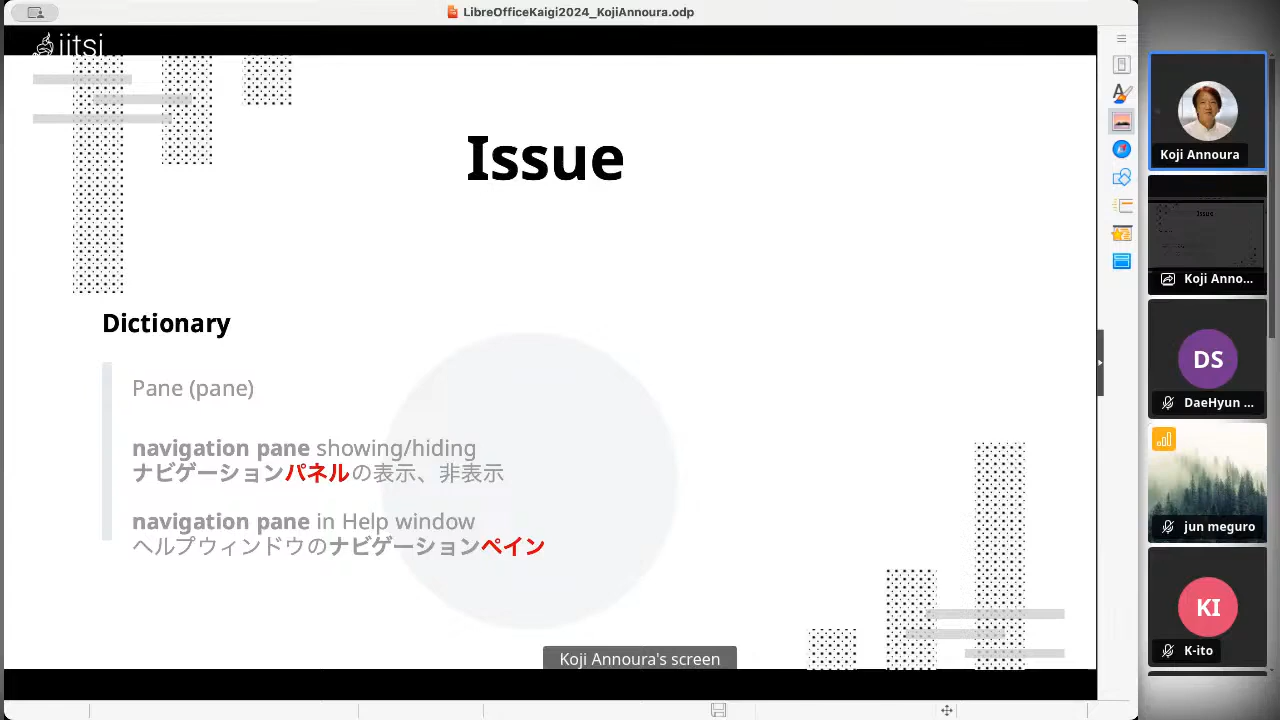 LibreOfficeKaigi2024_KojiAnnoura.odp
jitsi
Issue
Dictionary
Pane (pane)
navigation pane showing/hiding
ナビゲーションパネルの表示、非表示
navigation pane in Help window
ヘルプウィンドウのナビゲーションペイン
Koji Annoura's screen
Koji Annoura
Issue
Koji Anno...
DS
DaeHyun ...
jun meguro
KI
K-ito